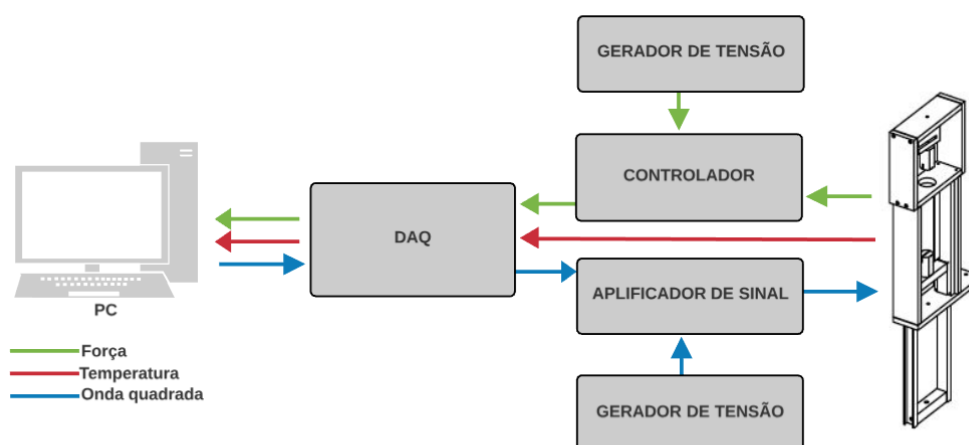 GERADOR DE TENSÃO
CONTROLADOR
DAQ
APLIFICADOR DE SINAL
PC
Força
Temperatura
Onda quadrada
GERADOR DE TENSÃO